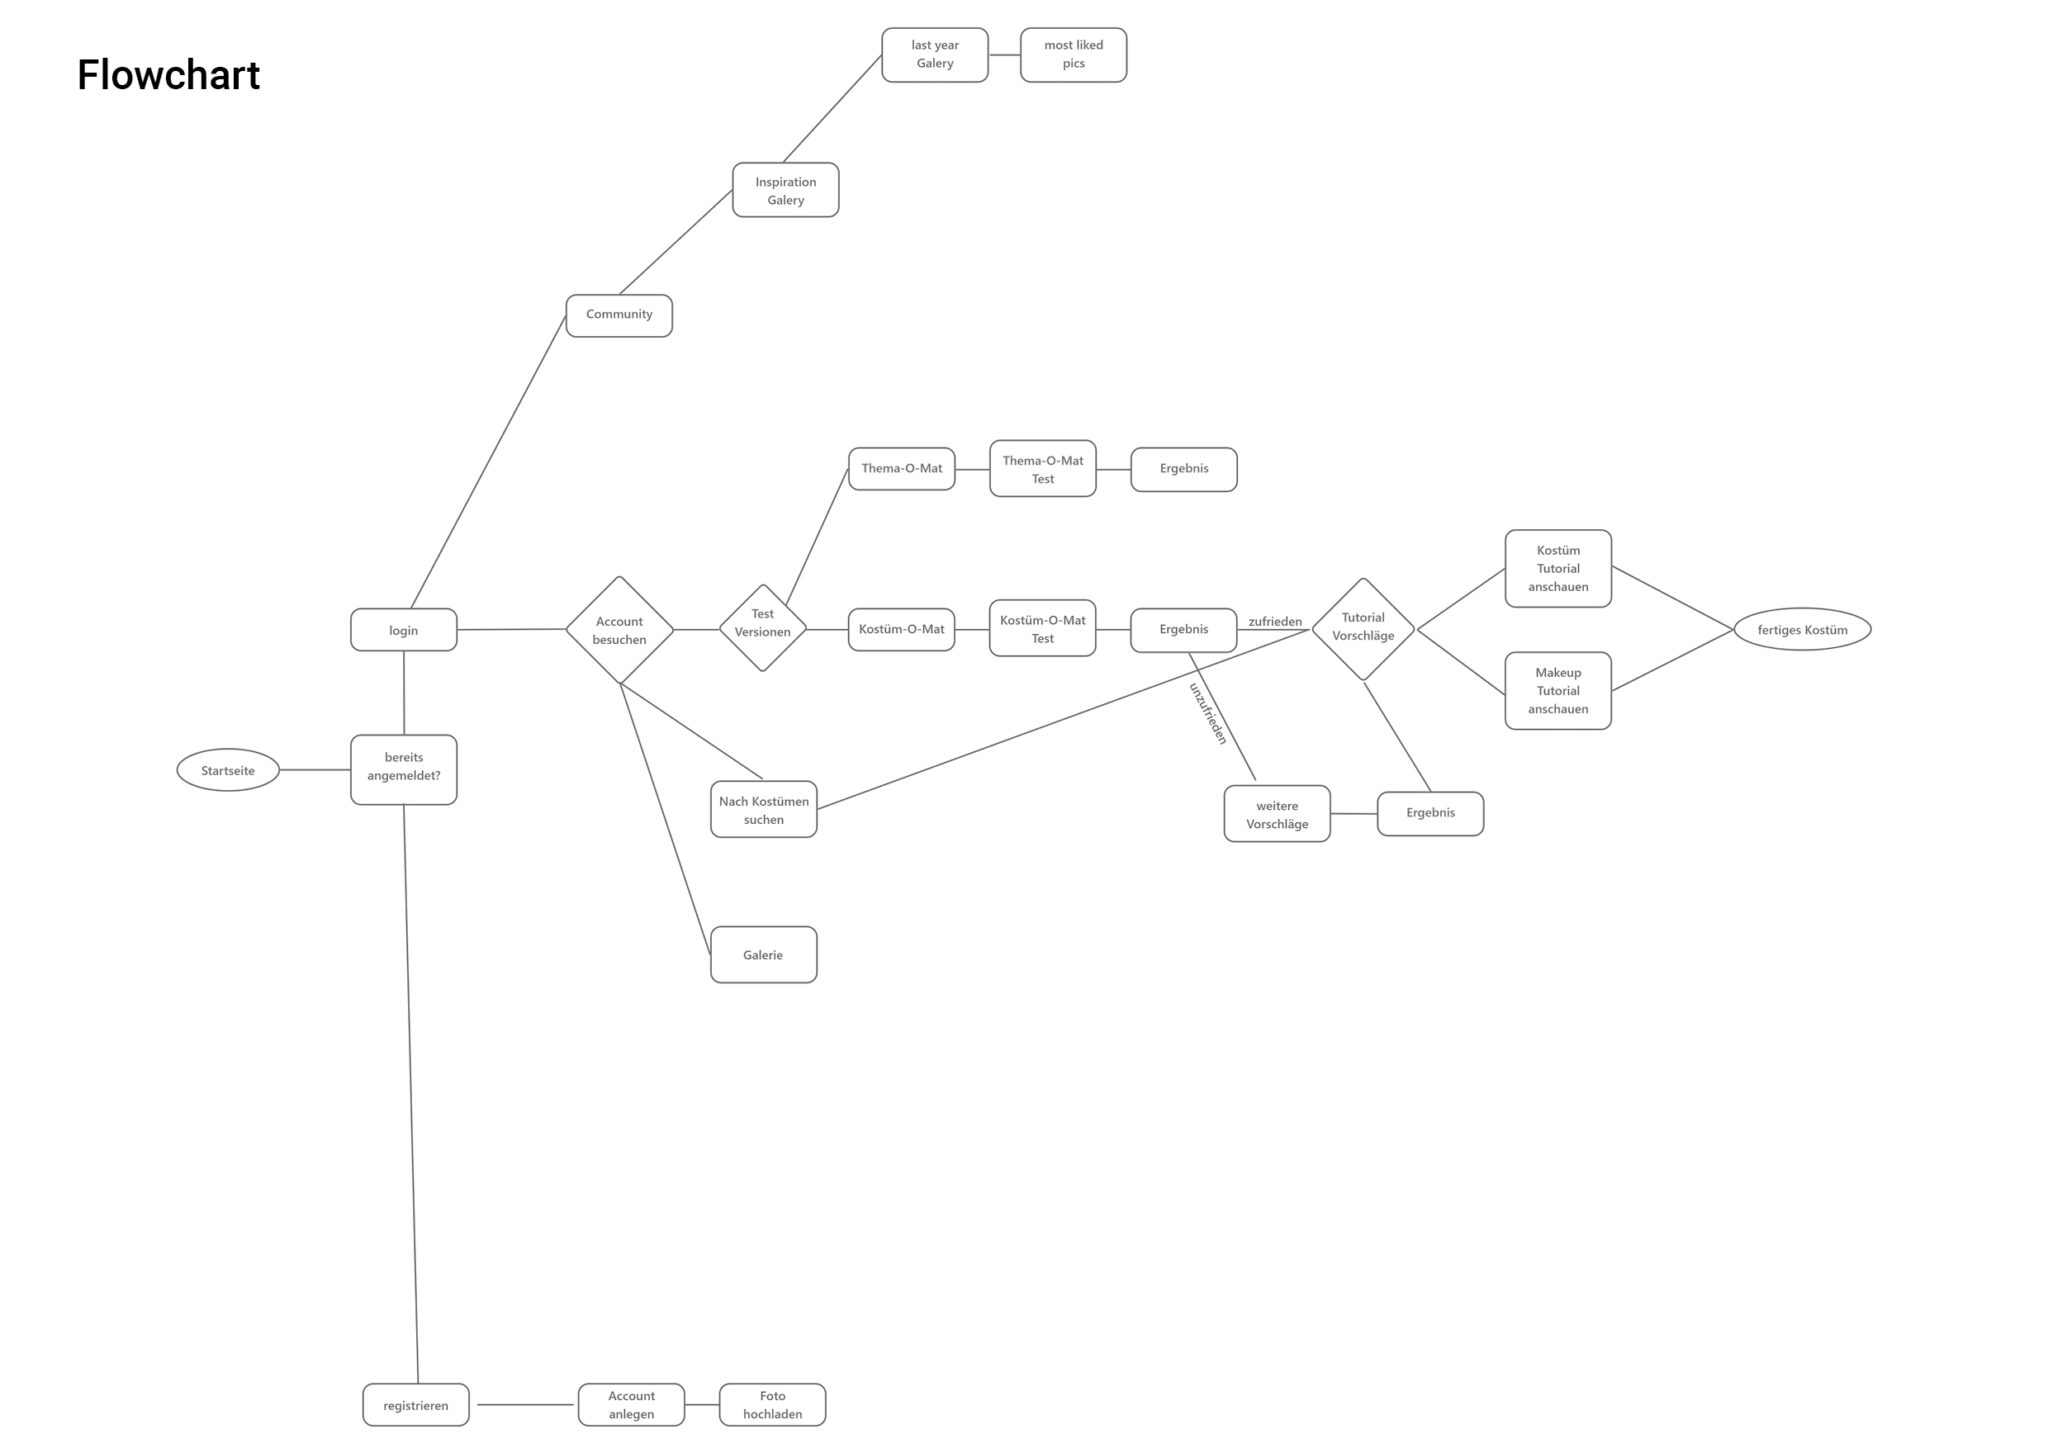 Flowchart
last year
Galery
most liked
pics
Inspiration
Galery
Community
Thema-O-Mat
Thema-O-Mat
Test
Ergebnis
login
Account
besuchen
Test
Versionen
Kostüm-O-Mat
Kostüm-O-Mat
Test
Ergebnis
zufrieden
unzufrieden
Tutorial
Vorschläge
Kostüm
Tutorial
anschauen
Makeup
Tutorial
anschauen
fertiges Kostüm
Startseite
bereits
angemeldet?
Nach Kostümen
suchen
weitere
Vorschläge
Ergebnis
Galerie
registrieren
Account
anlegen
Foto
hochladen